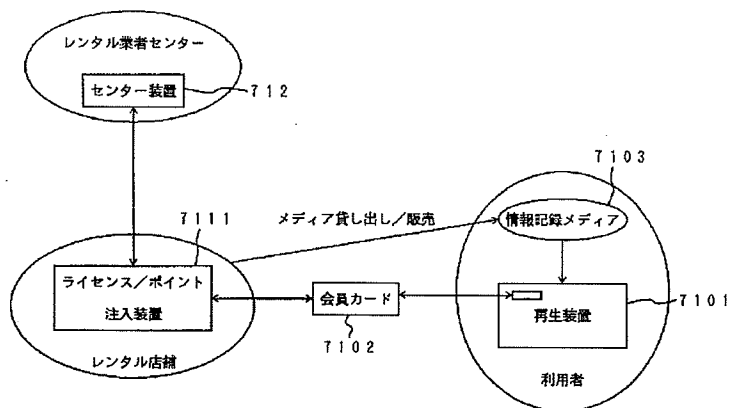 レンタル業者センター
センター装置
712
7103
7111
メディア貸し出し／販売
情報記録メディア
ライセンス／ポイント
注入装置
会員カード
7102
再生装置
7101
レンタル店舗
利用者